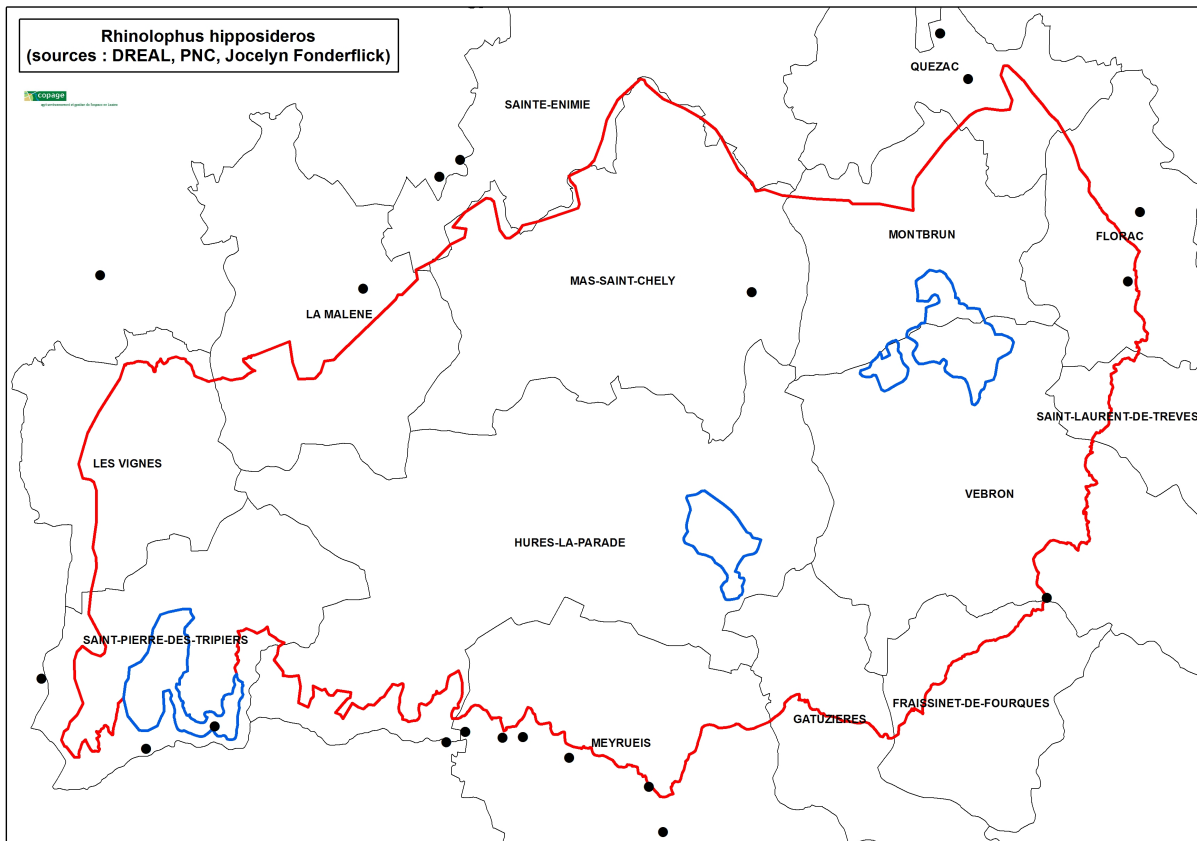 Rhinolophus hipposideros
(sources : DREAL, PNC, Jocelyn Fonderflick)
copage
QUEZAC
SAINTE-ENIMIE
MONTBRUN
FLORAC
MAS-SAINT-CHELY
LA MALENE
SAINT-LAURENT-DE-TREVES
LES VIGNES
VEBRON
HURES-LA-PARADE
SAINT-PIERRE-DES-TRIPIERS
FRAISSINET-DE-FOURQUES
GATUZIERES
MEYRUEIS